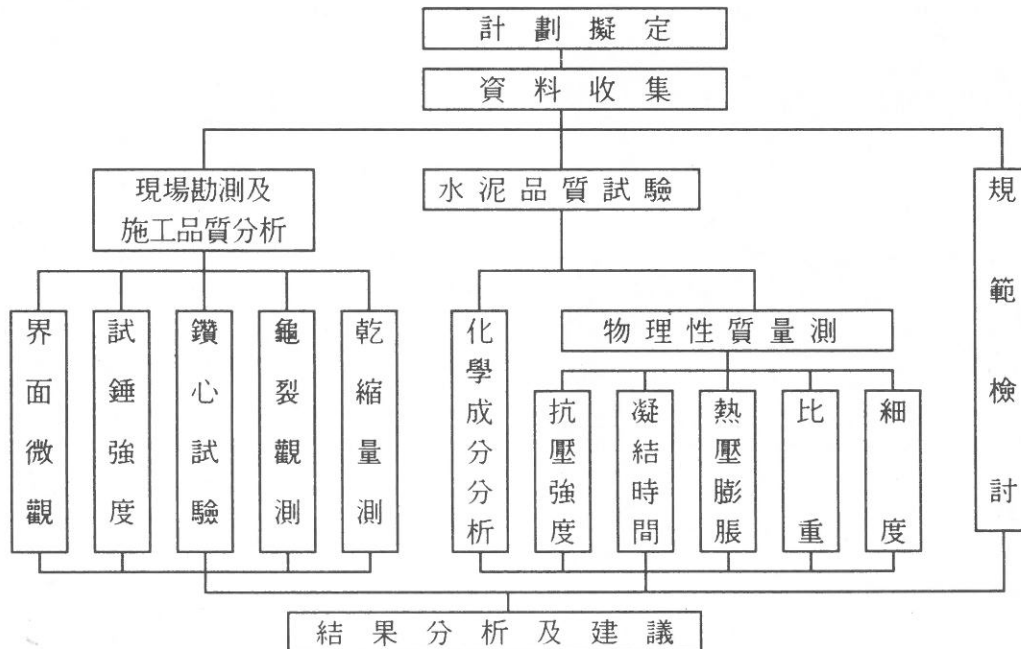 計劃擬定
資料收集
現場勘測及
施工品質分析
水泥品質試驗
規範檢討
界面微觀
試錘強度
鑽心試驗
龜裂觀測
乾縮量測
化學成分分析
物理性質量測
抗壓強度
凝結時間
熱壓膨脹
比重
細度
結果分析及建議